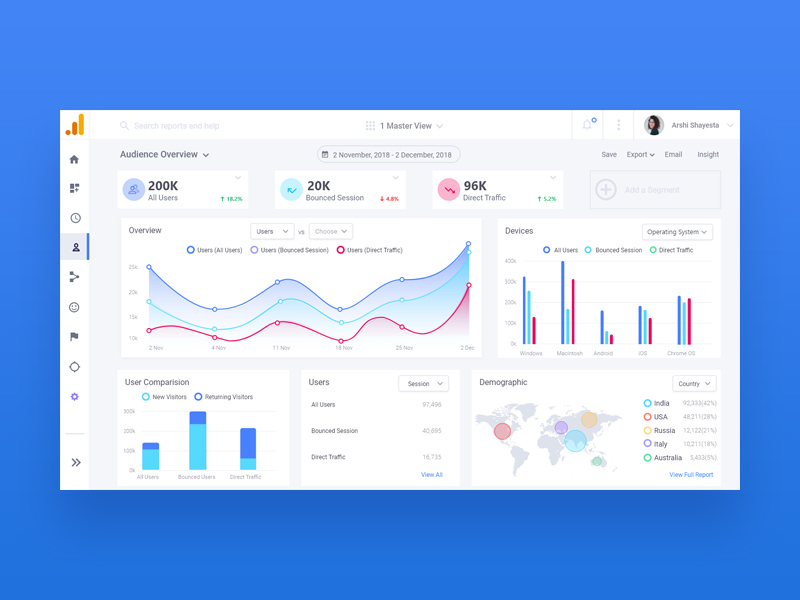 Search reports and help
1 Master View
Arshi Shayesta
Audience Overview
2 November, 2018 - 2 December, 2018
Save
Export
Email
Insight
200K
All Users
18,2%
20K
Bounced Session
4,8%
96K
Direct Traffic
5,2%
Add a Segment
Overview
Users
vs
Choose
Users (All Users)
Users (Bounced Session)
Users (Direct Traffic)
25k
20k
15k
10k
2 Nov
4 Nov
11 Nov
18 Nov
25 Nov
2 Dec
Devices
Operating System
All Users
Bounced Session
Direct Traffic
400k
300k
200k
100k
0k
Windows
Macintosh
Android
iOS
Chrome OS
User Comparision
New Visitors
Returning Visitors
300k
200k
100k
0k
All Users
Bounced Users
Direct Traffic
Users
Session
All Users 97,496
Bounced Session 40,695
Direct Traffic 16,735
View All
Demographic
Country
India 92,333(42%)
USA 48,211(28%)
Russia 12,122(21%)
Italy 10,211(18%)
Australia 5,433(5%)
View Full Report